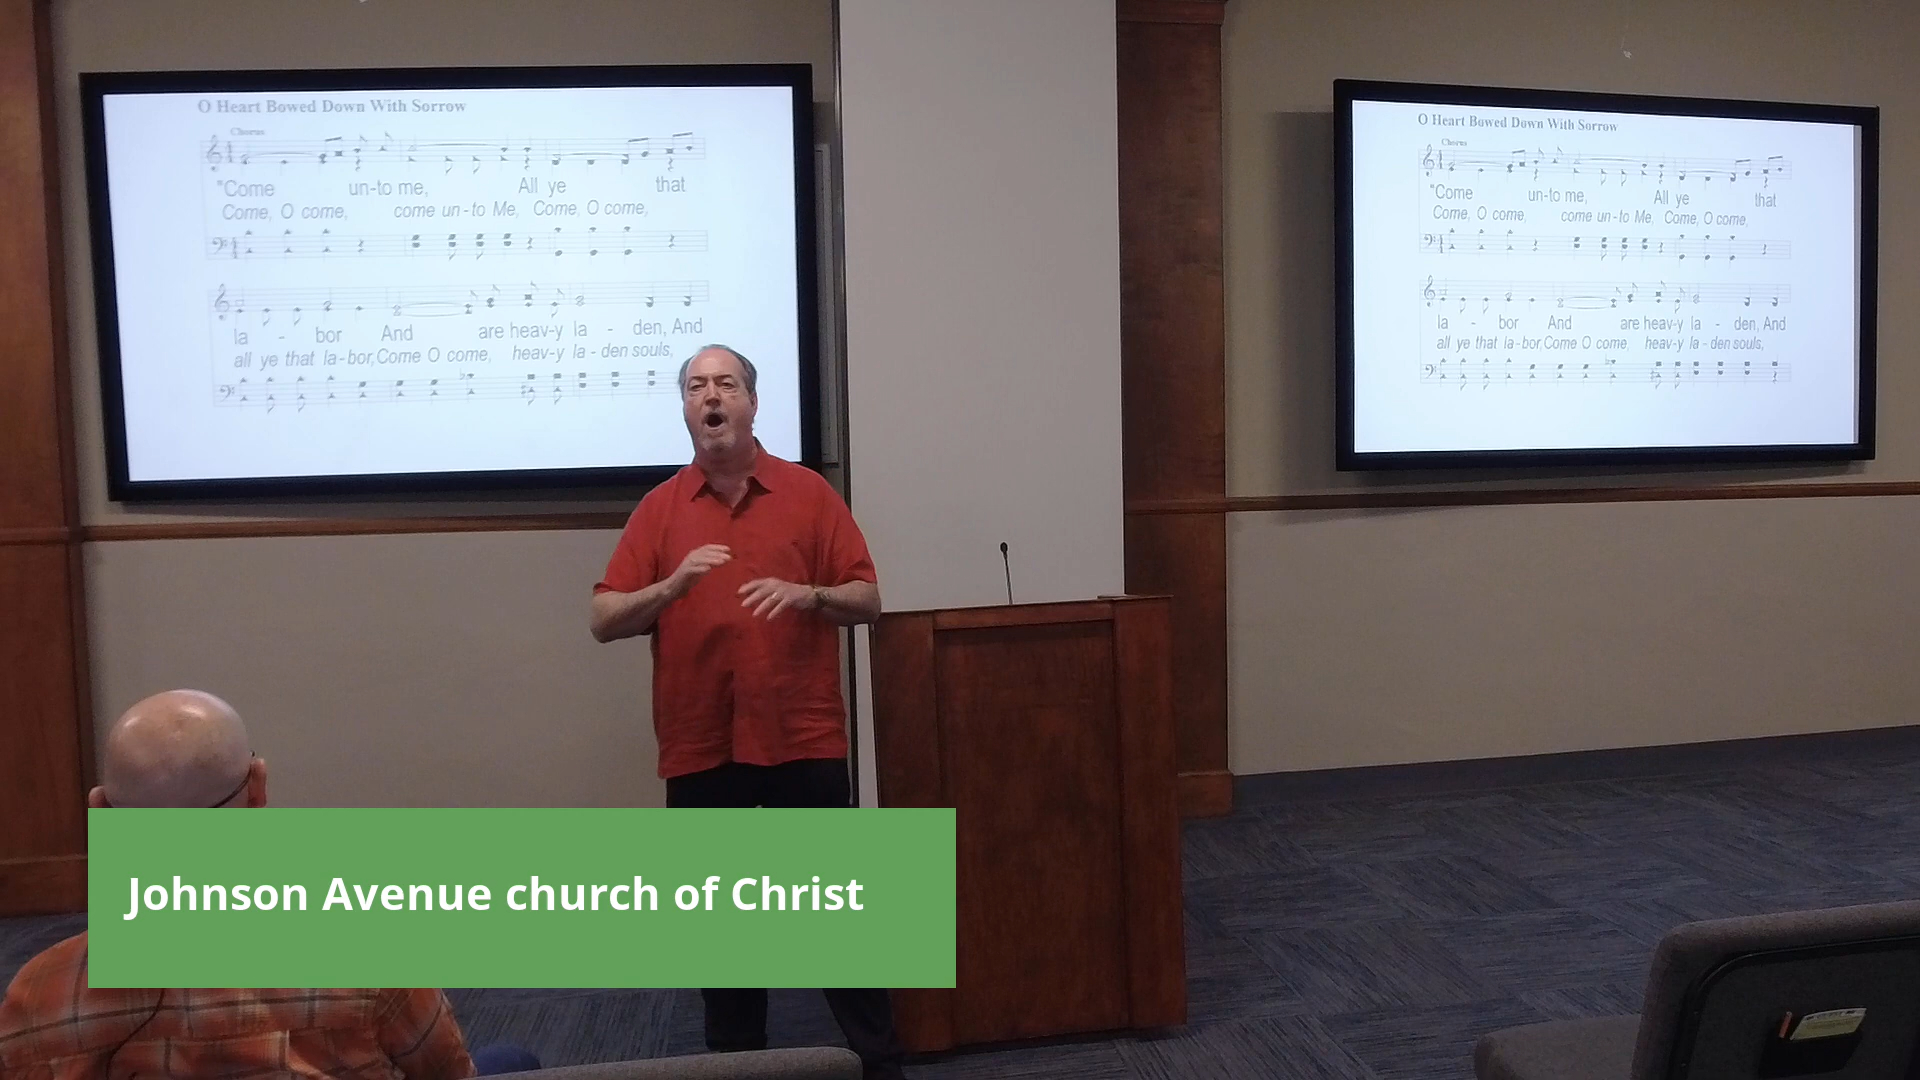 O Heart Bowed Down With Sorrow
Chorus
"Come un-to me, All ye that
Come, O come, come un-to Me, Come, O come,
la - bor And are heav-y la - den, And
all ye that la-bor, Come O come, heav-y la-den souls,
O Heart Bowed Down With Sorrow
Chorus
"Come un-to me, All ye that
Come, O come, come un-to Me, Come, O come,
la - bor And are heav-y la - den, And
all ye that la-bor, Come O come, heav-y la-den souls,
Johnson Avenue church of Christ